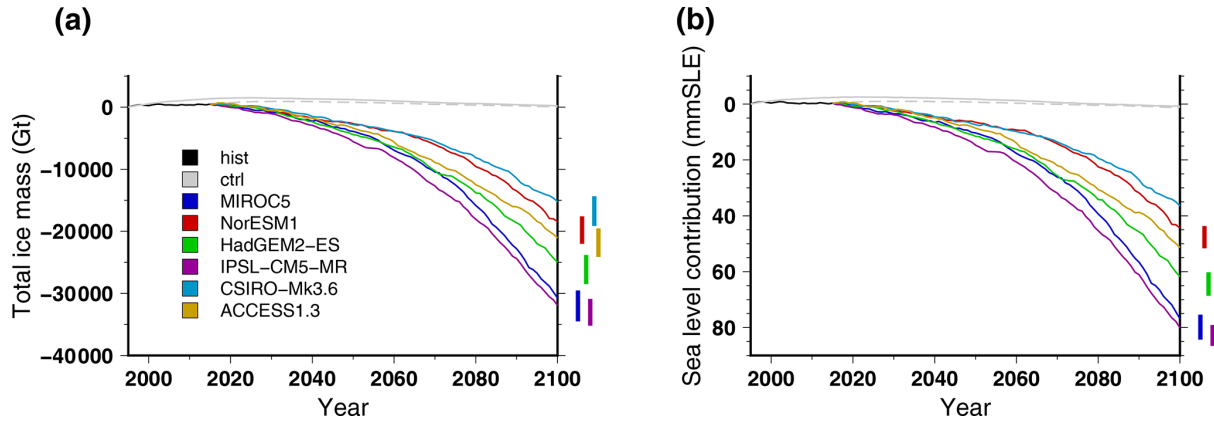 (a)
Total ice mass (Gt)
0
−10000
−20000
−30000
−40000
hist
ctrl
MIROC5
NorESM1
HadGEM2−ES
IPSL−CM5−MR
CSIRO−Mk3.6
ACCESS1.3
2000 2020 2040 2060 2080 2100
Year
(b)
Sea level contribution (mmSLE)
0
20
40
60
80
2000 2020 2040 2060 2080 2100
Year